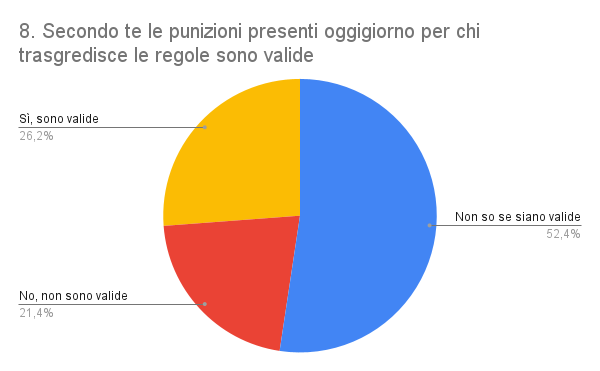 8. Secondo te le punizioni presenti oggigiorno per chi
trasgredisce le regole sono valide
Sì, sono valide
26,2%
Non so se siano valide
52,4%
No, non sono valide
21,4%